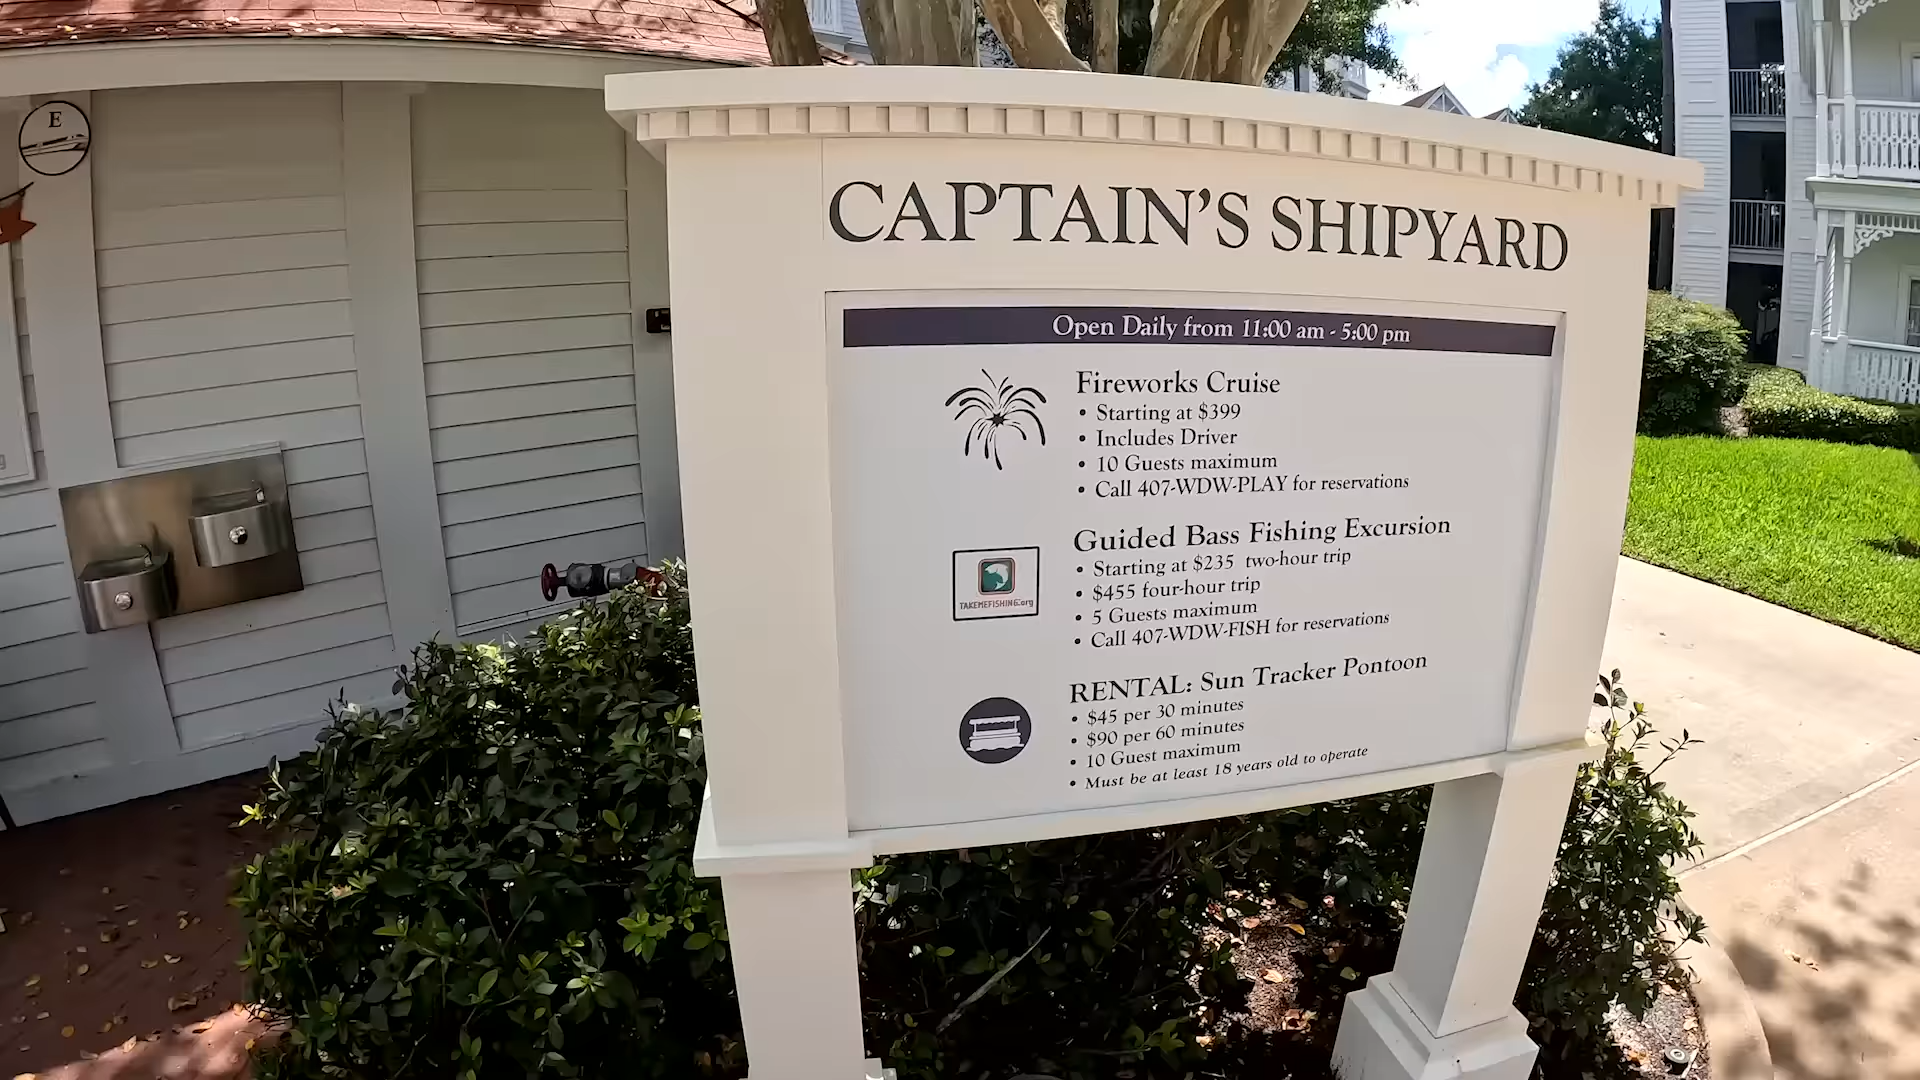 E
CAPTAIN'S SHIPYARD
Open Daily from 11:00 am - 5:00 pm
Fireworks Cruise
• Starting at $399
• Includes Driver
• 10 Guests maximum
• Call 407-WDW-PLAY for reservations
Guided Bass Fishing Excursion
• Starting at $235 two-hour trip
• $455 four-hour trip
• 5 Guests maximum
• Call 407-WDW-FISH for reservations
TAKEMEFISHING.org
RENTAL: Sun Tracker Pontoon
• $45 per 30 minutes
• $90 per 60 minutes
• 10 Guest maximum
• Must be at least 18 years old to operate